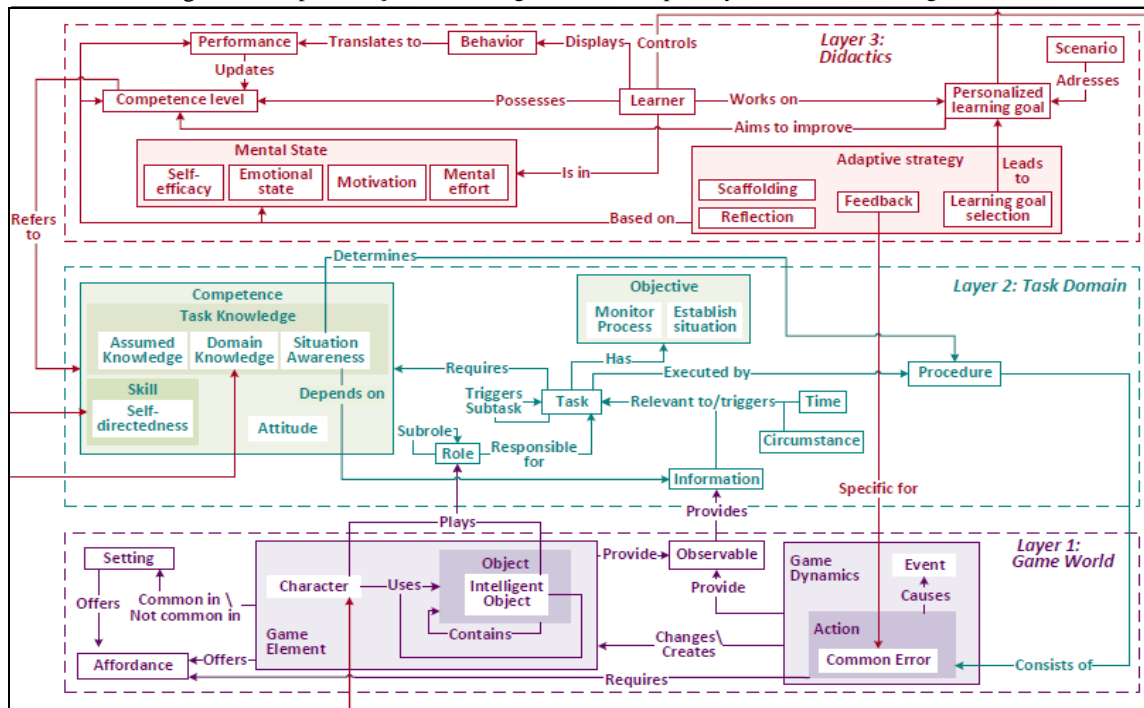 Performance
Translates to
Behavior
Displays
Controls
Layer 3:
Didactics
Scenario
Updates
Adresses
Competence level
Possesses
Learner
Works on
Personalized
learning goal
Aims to improve
Mental State
Self-
efficacy
Emotional
state
Motivation
Mental
effort
Is in
Adaptive strategy
Scaffolding
Feedback
Leads
to
Reflection
Learning goal
selection
Based on
Refers
to
Determines
Layer 2: Task Domain
Competence
Task Knowledge
Assumed
Knowledge
Domain
Knowledge
Situation
Awareness
Objective
Monitor
Process
Establish
situation
Has
Requires
Executed by
Procedure
Skill
Self-
directedness
Depends on
Attitude
Triggers
Subtask
Task
Relevant to/triggers
Time
Circumstance
Subrole
Role
Responsible
for
Information
Specific for
Provides
Plays
Layer 1:
Game World
Setting
Object
Provide
Observable
Game
Dynamics
Event
Character
Uses
Intelligent
Object
Provide
Causes
Offers
Common in \
Not common in
Contains
Game
Element
Changes\
Creates
Action
Common Error
Consists of
Affordance
Offers
Requires